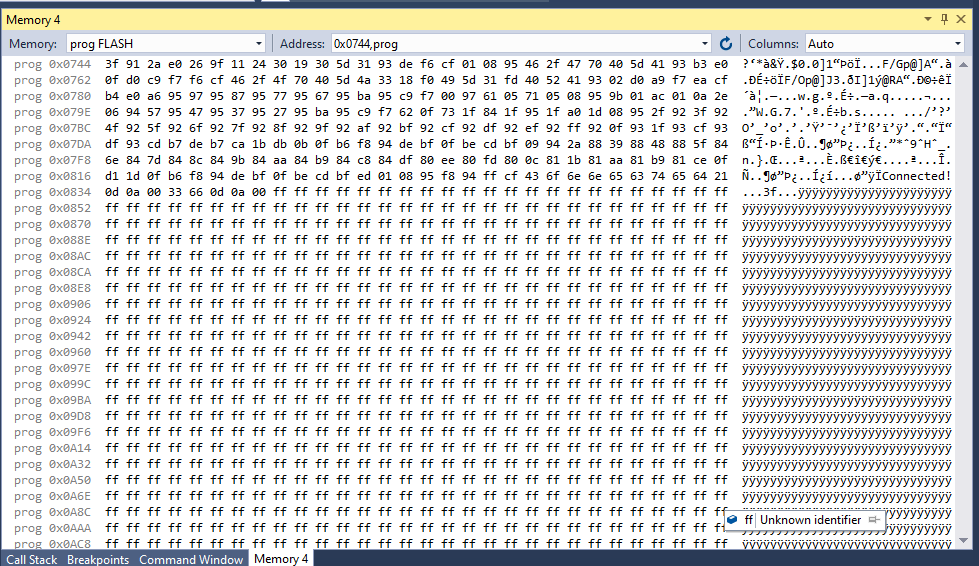 Memory 4
Memory: prog FLASH Address: 0x0744,prog Columns: Auto
prog 0x0744 3f 91 2a e0 26 9f 11 24 30 19 30 5d 31 93 de f6 cf 01 08 95 46 2f 47 70 40 5d 41 93 b3 e0 ?‘*à&Ÿ.$0.0]1“ÞöÏ...F/Gp@]A“.à
prog 0x0762 0f d0 c9 f7 f6 cf 46 2f 4f 70 40 5d 4a 33 18 f0 49 5d 31 fd 40 52 41 93 02 d0 a9 f7 ea cf .ÐÉ÷öÏF/Op@]J3.ðI]1ý@RA“.Ð©÷êÏ
prog 0x0780 b4 e0 a6 95 97 95 87 95 77 95 67 95 ba 95 c9 f7 00 97 61 05 71 05 08 95 9b 01 ac 01 0a 2e ´à¦.—...w.g.º.É÷.—a.q.....¬...
prog 0x079E 06 94 57 95 47 95 37 95 27 95 ba 95 c9 f7 62 0f 73 1f 84 1f 95 1f a0 1d 08 95 2f 92 3f 92 .”W.G.7.'.º.É÷b.s..... .../’?’
prog 0x07BC 4f 92 5f 92 6f 92 7f 92 8f 92 9f 92 af 92 bf 92 cf 92 df 92 ef 92 ff 92 0f 93 1f 93 cf 93 O’_’o’.’.’Ÿ’¯’¿’Ï’ß’ï’ÿ’.“.“Ï“
prog 0x07DA df 93 cd b7 de b7 ca 1b db 0b 0f b6 f8 94 de bf 0f be cd bf 09 94 2a 88 39 88 48 88 5f 84 ß“Í·Þ·Ê.Û..¶ø”Þ¿..Í¿.”*ˆ9ˆHˆ_.
prog 0x07F8 6e 84 7d 84 8c 84 9b 84 aa 84 b9 84 c8 84 df 80 ee 80 fd 80 0c 81 1b 81 aa 81 b9 81 ce 0f n.}.Œ...ª...È.߀î€ý€....ª...Î.
prog 0x0816 d1 1d 0f b6 f8 94 de bf 0f be cd bf ed 01 08 95 f8 94 ff cf 43 6f 6e 6e 65 63 74 65 64 21 Ñ..¶ø”Þ¿..Í¿í...ø”ÿÏConnected!
prog 0x0834 0d 0a 00 33 66 0d 0a 00 ff ff ff ff ff ff ff ff ff ff ff ff ff ff ff ff ff ff ff ff ff ff ...3f...ÿÿÿÿÿÿÿÿÿÿÿÿÿÿÿÿÿÿÿÿÿÿ
prog 0x0852 ff ff ff ff ff ff ff ff ff ff ff ff ff ff ff ff ff ff ff ff ff ff ff ff ff ff ff ff ff ff ÿÿÿÿÿÿÿÿÿÿÿÿÿÿÿÿÿÿÿÿÿÿÿÿÿÿÿÿÿÿ
prog 0x0870 ff ff ff ff ff ff ff ff ff ff ff ff ff ff ff ff ff ff ff ff ff ff ff ff ff ff ff ff ff ff ÿÿÿÿÿÿÿÿÿÿÿÿÿÿÿÿÿÿÿÿÿÿÿÿÿÿÿÿÿÿ
prog 0x088E ff ff ff ff ff ff ff ff ff ff ff ff ff ff ff ff ff ff ff ff ff ff ff ff ff ff ff ff ff ff ÿÿÿÿÿÿÿÿÿÿÿÿÿÿÿÿÿÿÿÿÿÿÿÿÿÿÿÿÿÿ
prog 0x08AC ff ff ff ff ff ff ff ff ff ff ff ff ff ff ff ff ff ff ff ff ff ff ff ff ff ff ff ff ff ff ÿÿÿÿÿÿÿÿÿÿÿÿÿÿÿÿÿÿÿÿÿÿÿÿÿÿÿÿÿÿ
prog 0x08CA ff ff ff ff ff ff ff ff ff ff ff ff ff ff ff ff ff ff ff ff ff ff ff ff ff ff ff ff ff ff ÿÿÿÿÿÿÿÿÿÿÿÿÿÿÿÿÿÿÿÿÿÿÿÿÿÿÿÿÿÿ
prog 0x08E8 ff ff ff ff ff ff ff ff ff ff ff ff ff ff ff ff ff ff ff ff ff ff ff ff ff ff ff ff ff ff ÿÿÿÿÿÿÿÿÿÿÿÿÿÿÿÿÿÿÿÿÿÿÿÿÿÿÿÿÿÿ
prog 0x0906 ff ff ff ff ff ff ff ff ff ff ff ff ff ff ff ff ff ff ff ff ff ff ff ff ff ff ff ff ff ff ÿÿÿÿÿÿÿÿÿÿÿÿÿÿÿÿÿÿÿÿÿÿÿÿÿÿÿÿÿÿ
prog 0x0924 ff ff ff ff ff ff ff ff ff ff ff ff ff ff ff ff ff ff ff ff ff ff ff ff ff ff ff ff ff ff ÿÿÿÿÿÿÿÿÿÿÿÿÿÿÿÿÿÿÿÿÿÿÿÿÿÿÿÿÿÿ
prog 0x0942 ff ff ff ff ff ff ff ff ff ff ff ff ff ff ff ff ff ff ff ff ff ff ff ff ff ff ff ff ff ff ÿÿÿÿÿÿÿÿÿÿÿÿÿÿÿÿÿÿÿÿÿÿÿÿÿÿÿÿÿÿ
prog 0x0960 ff ff ff ff ff ff ff ff ff ff ff ff ff ff ff ff ff ff ff ff ff ff ff ff ff ff ff ff ff ff ÿÿÿÿÿÿÿÿÿÿÿÿÿÿÿÿÿÿÿÿÿÿÿÿÿÿÿÿÿÿ
prog 0x097E ff ff ff ff ff ff ff ff ff ff ff ff ff ff ff ff ff ff ff ff ff ff ff ff ff ff ff ff ff ff ÿÿÿÿÿÿÿÿÿÿÿÿÿÿÿÿÿÿÿÿÿÿÿÿÿÿÿÿÿÿ
prog 0x099C ff ff ff ff ff ff ff ff ff ff ff ff ff ff ff ff ff ff ff ff ff ff ff ff ff ff ff ff ff ff ÿÿÿÿÿÿÿÿÿÿÿÿÿÿÿÿÿÿÿÿÿÿÿÿÿÿÿÿÿÿ
prog 0x09BA ff ff ff ff ff ff ff ff ff ff ff ff ff ff ff ff ff ff ff ff ff ff ff ff ff ff ff ff ff ff ÿÿÿÿÿÿÿÿÿÿÿÿÿÿÿÿÿÿÿÿÿÿÿÿÿÿÿÿÿÿ
prog 0x09D8 ff ff ff ff ff ff ff ff ff ff ff ff ff ff ff ff ff ff ff ff ff ff ff ff ff ff ff ff ff ff ÿÿÿÿÿÿÿÿÿÿÿÿÿÿÿÿÿÿÿÿÿÿÿÿÿÿÿÿÿÿ
prog 0x09F6 ff ff ff ff ff ff ff ff ff ff ff ff ff ff ff ff ff ff ff ff ff ff ff ff ff ff ff ff ff ff ÿÿÿÿÿÿÿÿÿÿÿÿÿÿÿÿÿÿÿÿÿÿÿÿÿÿÿÿÿÿ
prog 0x0A14 ff ff ff ff ff ff ff ff ff ff ff ff ff ff ff ff ff ff ff ff ff ff ff ff ff ff ff ff ff ff ÿÿÿÿÿÿÿÿÿÿÿÿÿÿÿÿÿÿÿÿÿÿÿÿÿÿÿÿÿÿ
prog 0x0A32 ff ff ff ff ff ff ff ff ff ff ff ff ff ff ff ff ff ff ff ff ff ff ff ff ff ff ff ff ff ff ÿÿÿÿÿÿÿÿÿÿÿÿÿÿÿÿÿÿÿÿÿÿÿÿÿÿÿÿÿÿ
prog 0x0A50 ff ff ff ff ff ff ff ff ff ff ff ff ff ff ff ff ff ff ff ff ff ff ff ff ff ff ff ff ff ff ÿÿÿÿÿÿÿÿÿÿÿÿÿÿÿÿÿÿÿÿÿÿÿÿÿÿÿÿÿÿ
prog 0x0A6E ff ff ff ff ff ff ff ff ff ff ff ff ff ff ff ff ff ff ff ff ff ff ff ff ff ff ff ff ff ff ÿÿÿÿÿÿÿÿÿÿÿÿÿÿÿÿÿÿÿÿÿÿÿÿÿÿÿÿÿÿ
prog 0x0A8C ff ff ff ff ff ff ff ff ff ff ff ff ff ff ff ff ff ff ff ff ff ff ff ff ff ff ff ff ff ff ÿÿÿÿÿÿÿÿÿ
ff Unknown identifier
prog 0x0AAA ff ff ff ff ff ff ff ff ff ff ff ff ff ff ff ff ff ff ff ff ff ff ff ff ff ff ff ff ff ff ÿÿÿÿÿÿÿÿÿ
prog 0x0AC8 ff ff ff ff ff ff ff ff ff ff ff ff ff ff ff ff ff ff ff ff ff ff ff ff ff ff ff ff ff ff ÿÿÿÿÿÿÿÿÿÿÿÿÿÿÿÿÿÿÿÿÿÿÿÿÿÿÿÿÿÿ
Call Stack Breakpoints Command Window Memory 4